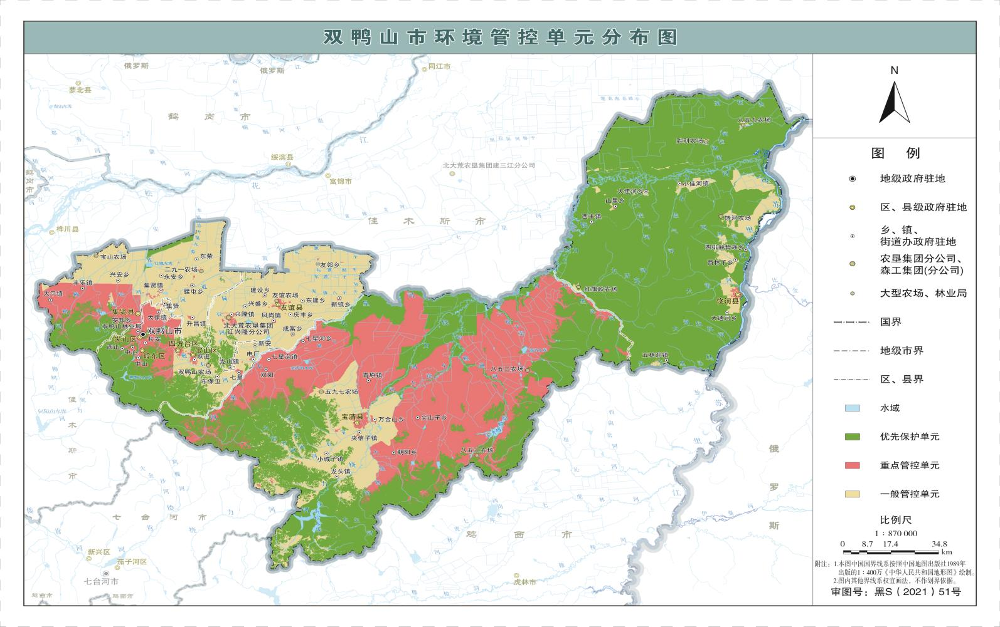 双鸭山市环境管控单元分布图
俄罗斯
俄罗斯
同江市
萝北县
鹤岗市
绥滨县
富锦市
北大荒农垦集团建三江分公司
佳木斯市
桦川县
鹤岗市
八五九农场
胜利农场
大佳河乡
小佳河镇
山里乡
西丰镇
饶河农场
四排赫哲族乡
西林子乡
红旗岭农场
饶河县
大通河乡
五林洞镇
宝山农场
东荣
二九一农场
永安乡
兴安乡
丰乐镇
太平镇
集贤镇
腰屯乡
集贤县
集贤
太保镇
安邦乡
双鸭山林业局
双鸭山市
升昌镇
尖山区
长安
西山
中心
岭东区
中山
四方台区
宝山区
跃进
双鸭山农场
龙山镇
东保卫
七星
友邻乡
建设乡
友谊农场
兴盛乡
友谊县
东建乡
新镇乡
兴隆镇
凤岗镇
庆丰乡
北大荒农垦集团
红兴隆分公司
成富乡
七星河乡
新安
电厂
七星泡镇
双阳
青原镇
五九七农场
八五三农场
宝清县
万金山乡
尖山子乡
夹信子镇
朝阳乡
八五二农场
小城子镇
龙头镇
佳木斯市
向阳山水库
七台河市
新兴区
茄子河区
七台河市
鸡西市
鸡西市
鸡西市
虎林市
俄罗斯
N
图例
地级政府驻地
区、县级政府驻地
乡、镇、
街道办政府驻地
农垦集团分公司、
森工集团(分公司)
大型农场、林业局
国界
地级市界
区、县界
水域
优先保护单元
重点管控单元
一般管控单元
比例尺
1：870 000
0 8.7 17.4 34.8
km
附注：1.本图中国国界线系按照中国地图出版社1989年
出版的1：400万《中华人民共和国地形图》绘制。
2.图内其他界线系权宜画法，不作划界依据。
审图号：黑S（2021）51号